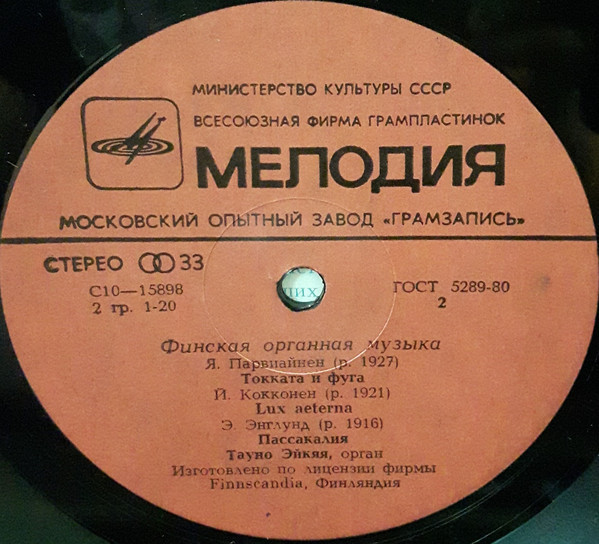 МИНИСТЕРСТВО КУЛЬТУРЫ СССР
ВСЕСОЮЗНАЯ ФИРМА ГРАМПЛАСТИНОК
МЕЛОДИЯ
МОСКОВСКИЙ ОПЫТНЫЙ ЗАВОД «ГРАМЗАПИСЬ»
СТЕРЕО 33
С10—15898
2 гр. 1-20
ГОСТ 5289-80
2
Финская органная музыка
Я. Парвиайнен (р. 1927)
Токката и фуга
Й. Кокконен (р. 1921)
Lux aeterna
Э. Энглунд (р. 1916)
Пассакалия
Тауно Эйкяя, орган
Изготовлено по лицензии фирмы
Finnscandia, Финляндия